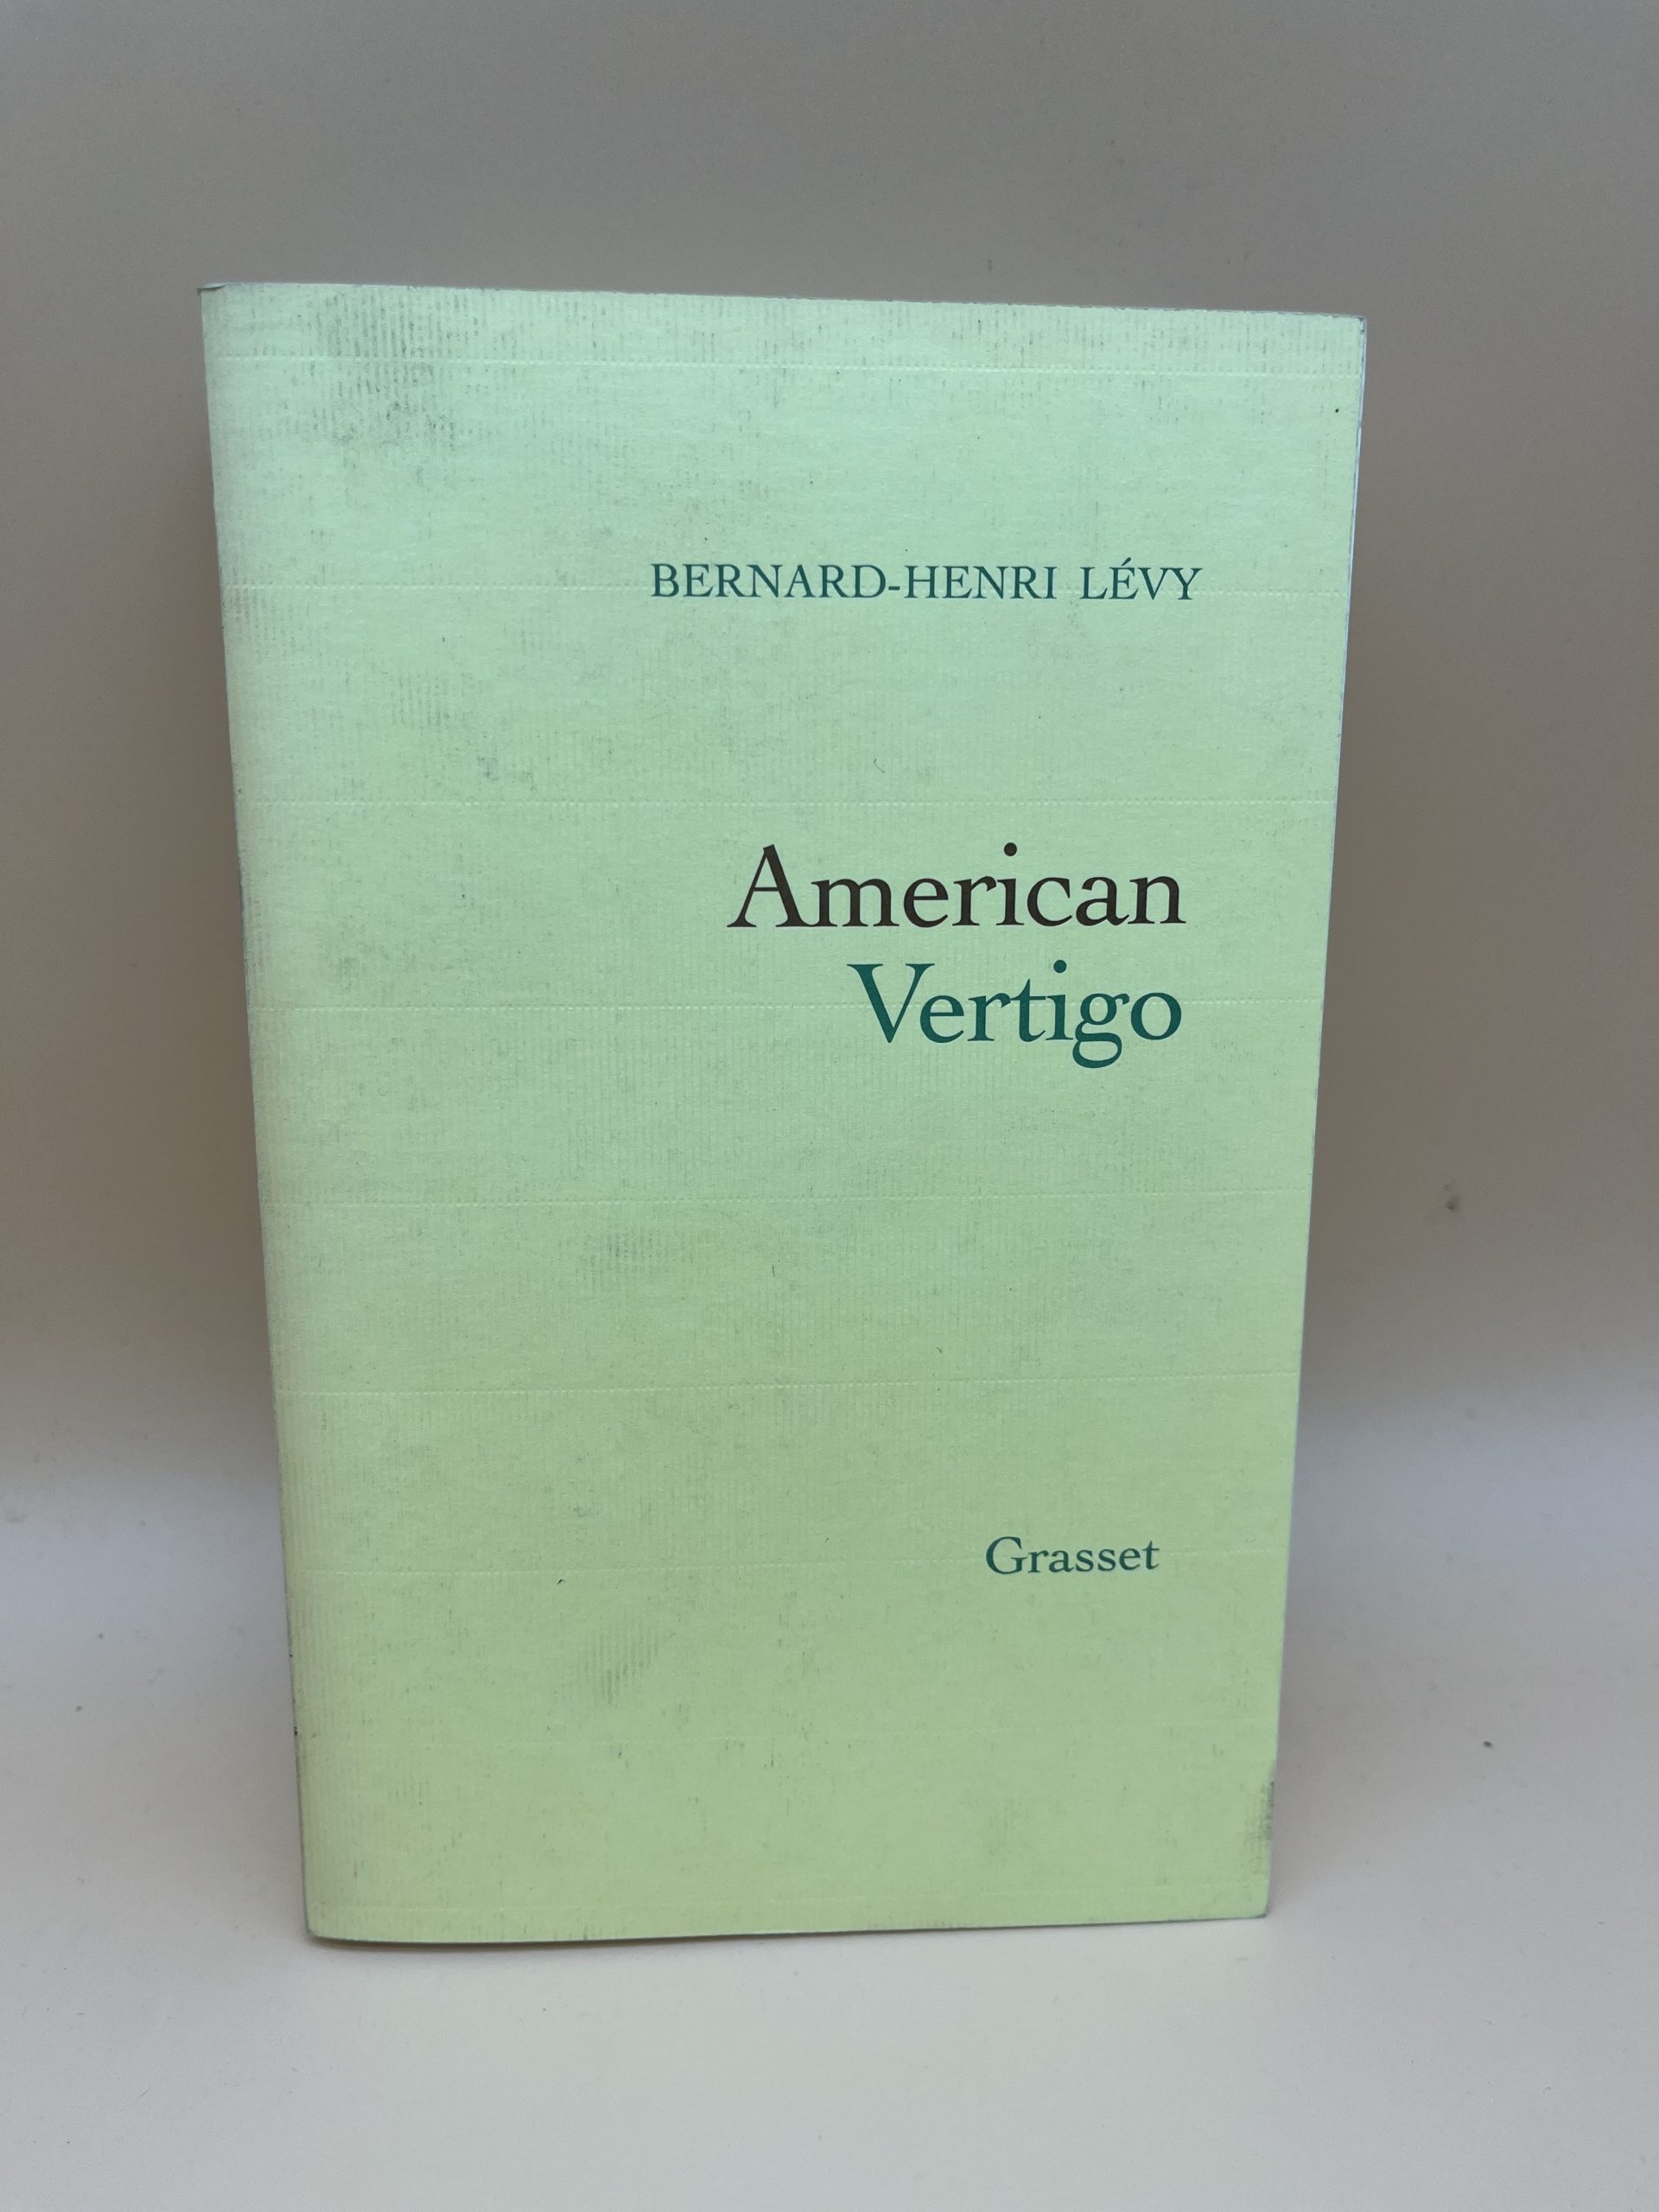 BERNARD-HENRI LÉVY
American
Vertigo
Grasset